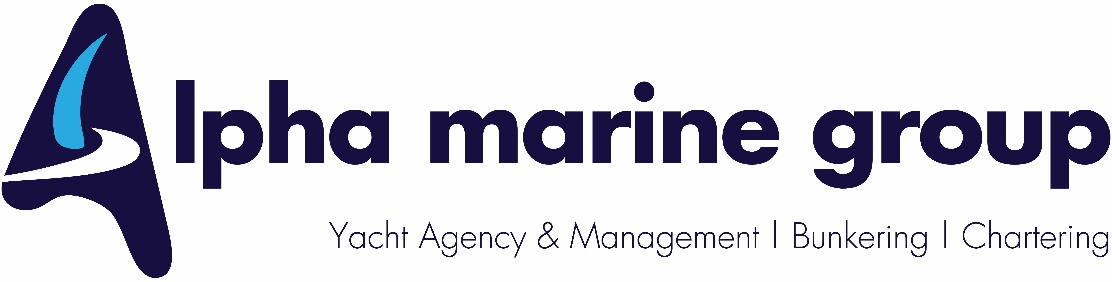 Alpha marine group
Yacht Agency & Management | Bunkering | Chartering